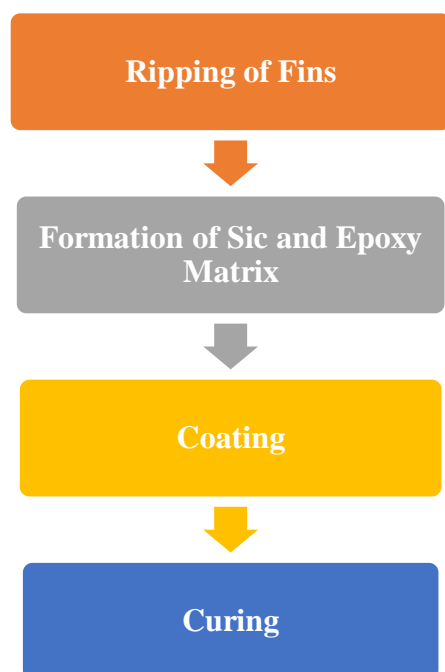 Ripping of Fins
Formation of Sic and Epoxy
Matrix
Coating
Curing